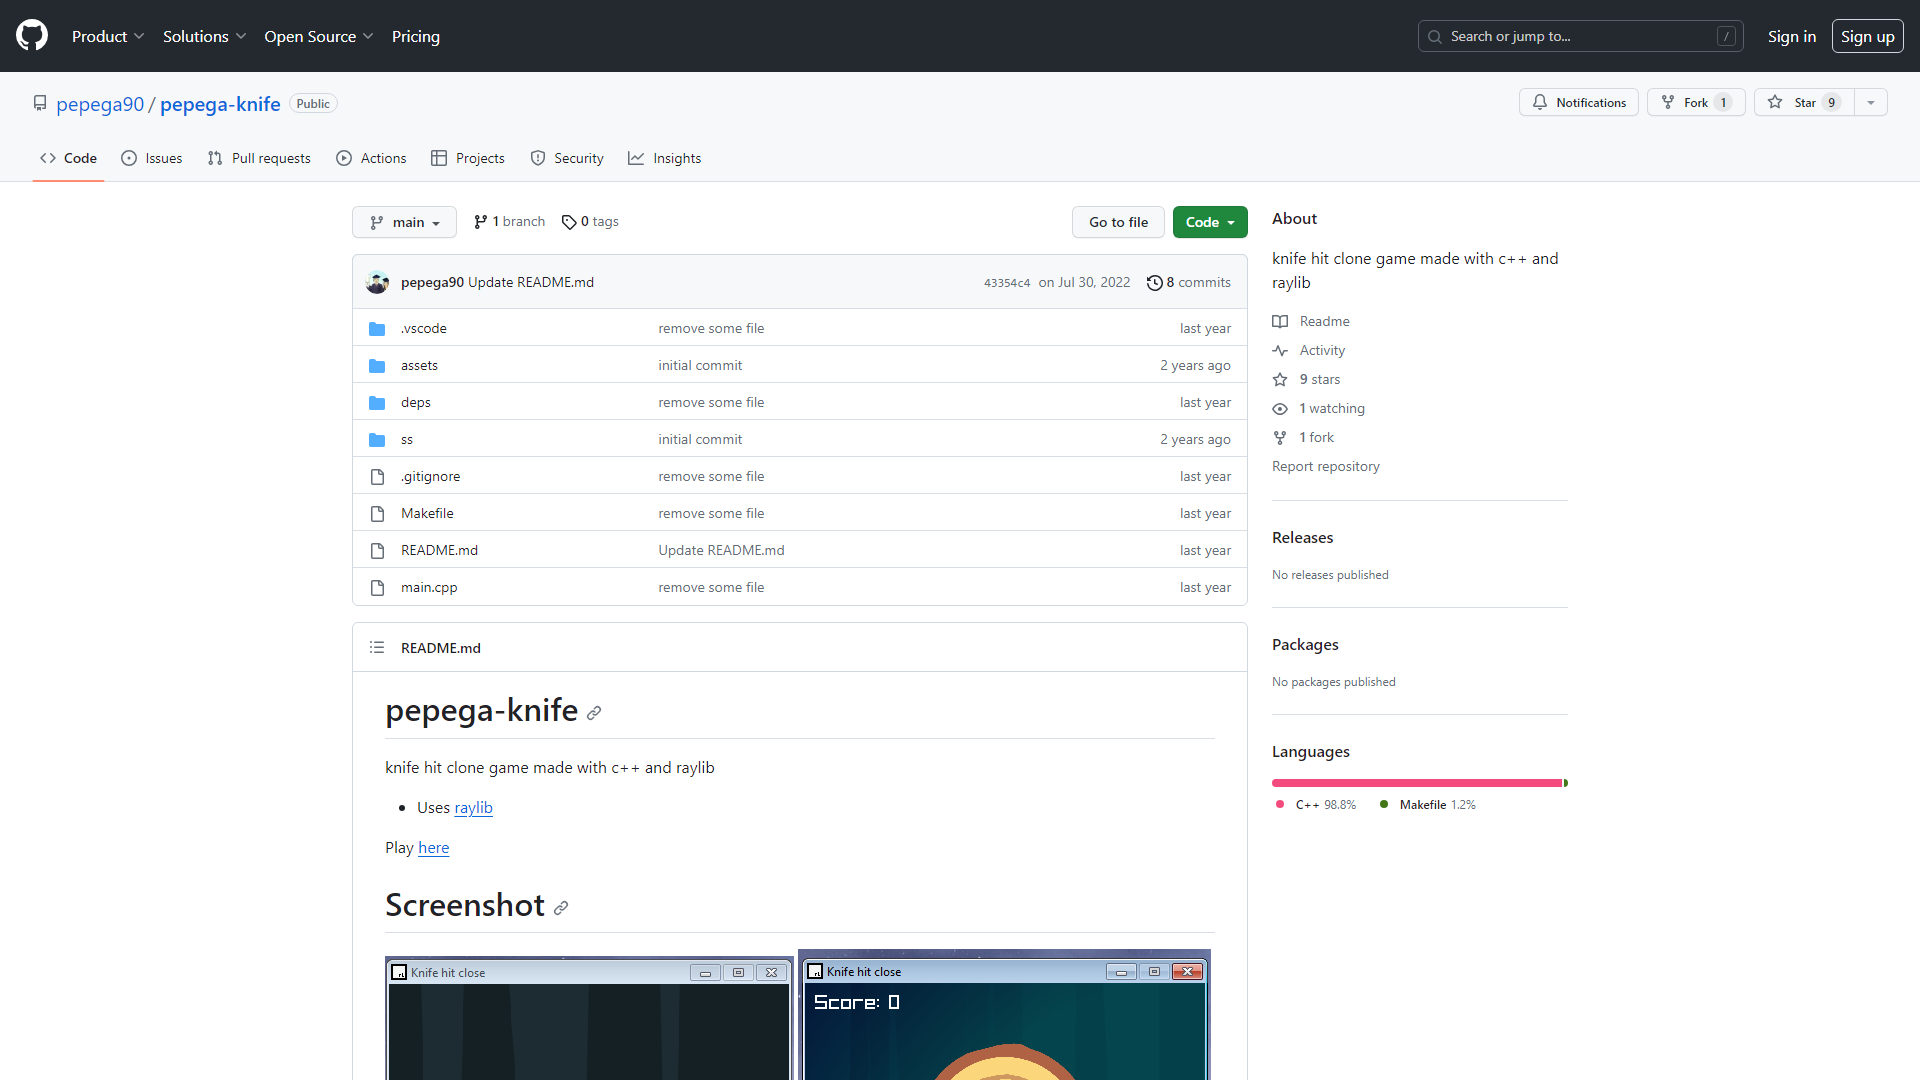 Product Solutions Open Source Pricing Search or jump to... / Sign in Sign up
pepega90 / pepega-knife Public Notifications Fork 1 Star 9
Code Issues Pull requests Actions Projects Security Insights
main 1 branch 0 tags Go to file Code
pepega90 Update README.md 43354c4 on Jul 30, 2022 8 commits
.vscode remove some file last year
assets initial commit 2 years ago
deps remove some file last year
ss initial commit 2 years ago
.gitignore remove some file last year
Makefile remove some file last year
README.md Update README.md last year
main.cpp remove some file last year
README.md
pepega-knife
knife hit clone game made with c++ and raylib
• Uses raylib
Play here
Screenshot
Knife hit close
Knife hit close
Score: 0
About
knife hit clone game made with c++ and
raylib
Readme
Activity
9 stars
1 watching
1 fork
Report repository
Releases
No releases published
Packages
No packages published
Languages
C++ 98.8% Makefile 1.2%